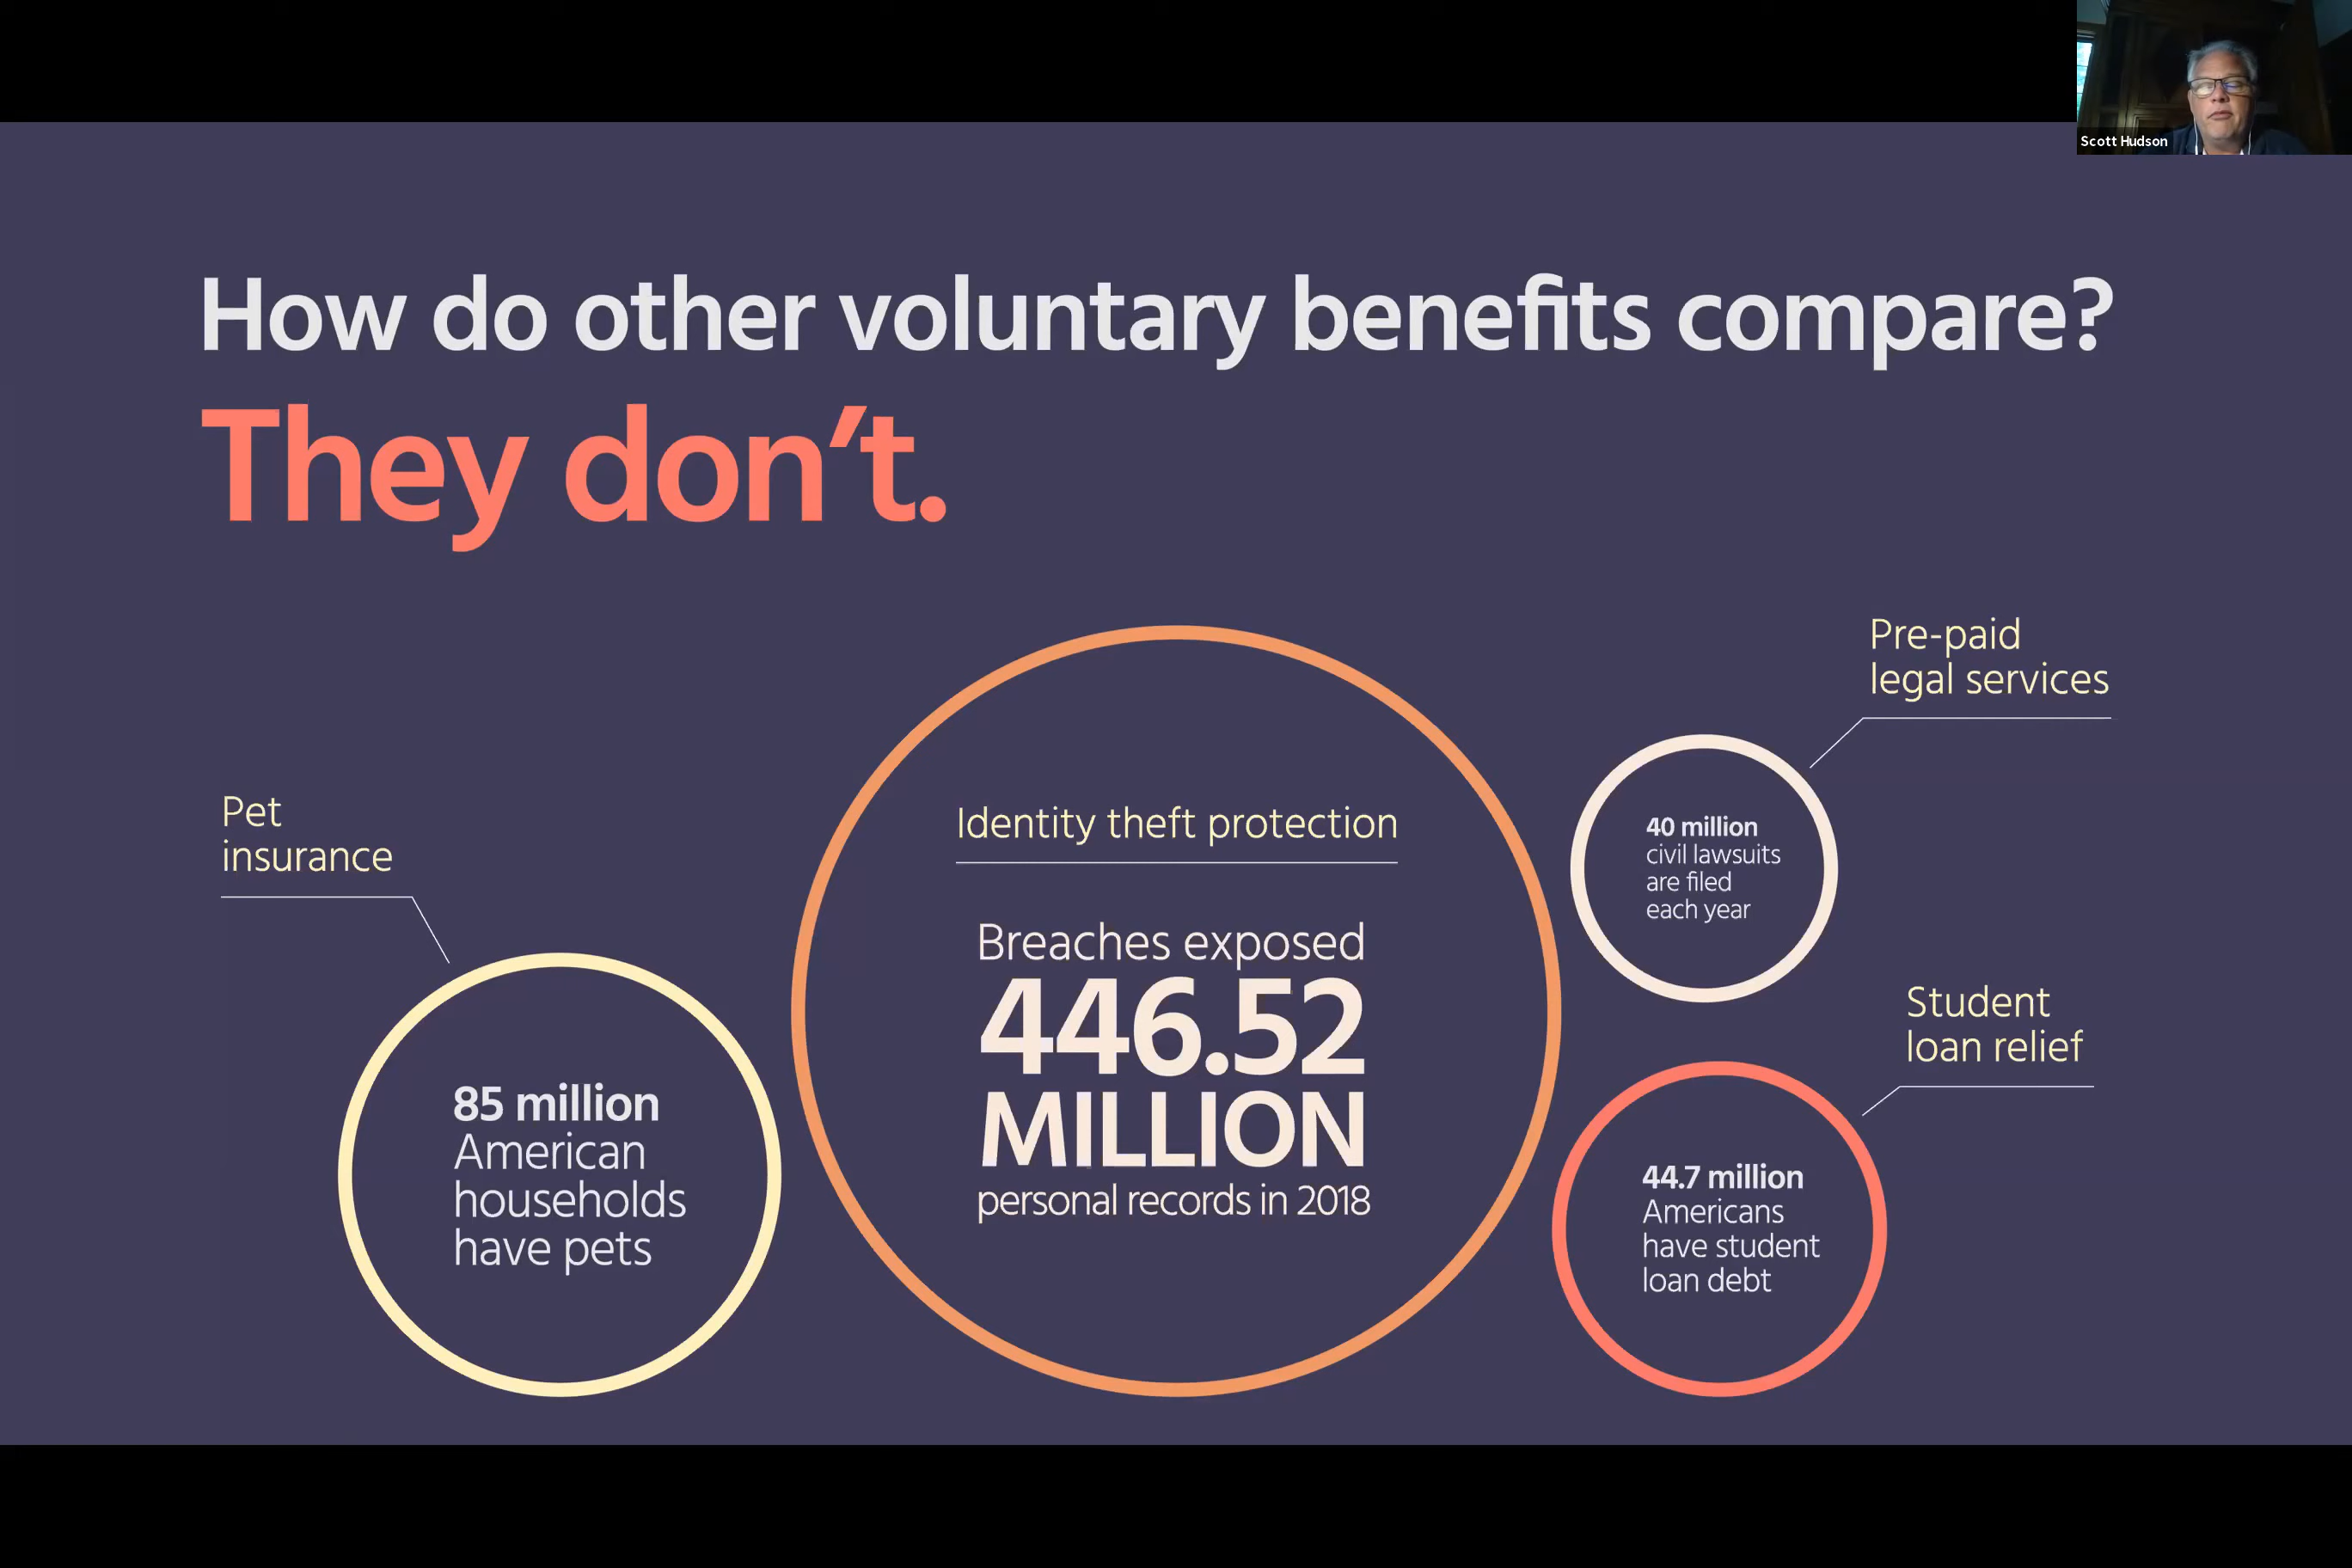 Scott Hudson
How do other voluntary benefits compare?
They don't.
Pet
insurance
85 million
American
households
have pets
Identity theft protection
Breaches exposed
446.52
MILLION
personal records in 2018
Pre-paid
legal services
40 million
civil lawsuits
are filed
each year
Student
loan relief
44.7 million
Americans
have student
loan debt